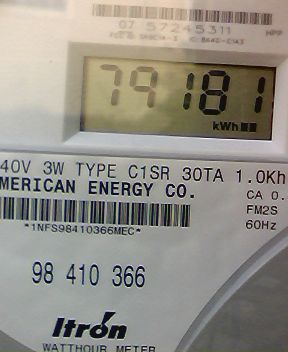 07 57245311
79181
kWh
40V 3W TYPE C1SR 30TA 1.0Kh
MERICAN ENERGY CO.
CA 0.
FM2S
60Hz
*1NFS98410366MEC*
98 410 366
Itrón
WATTHOUR METER